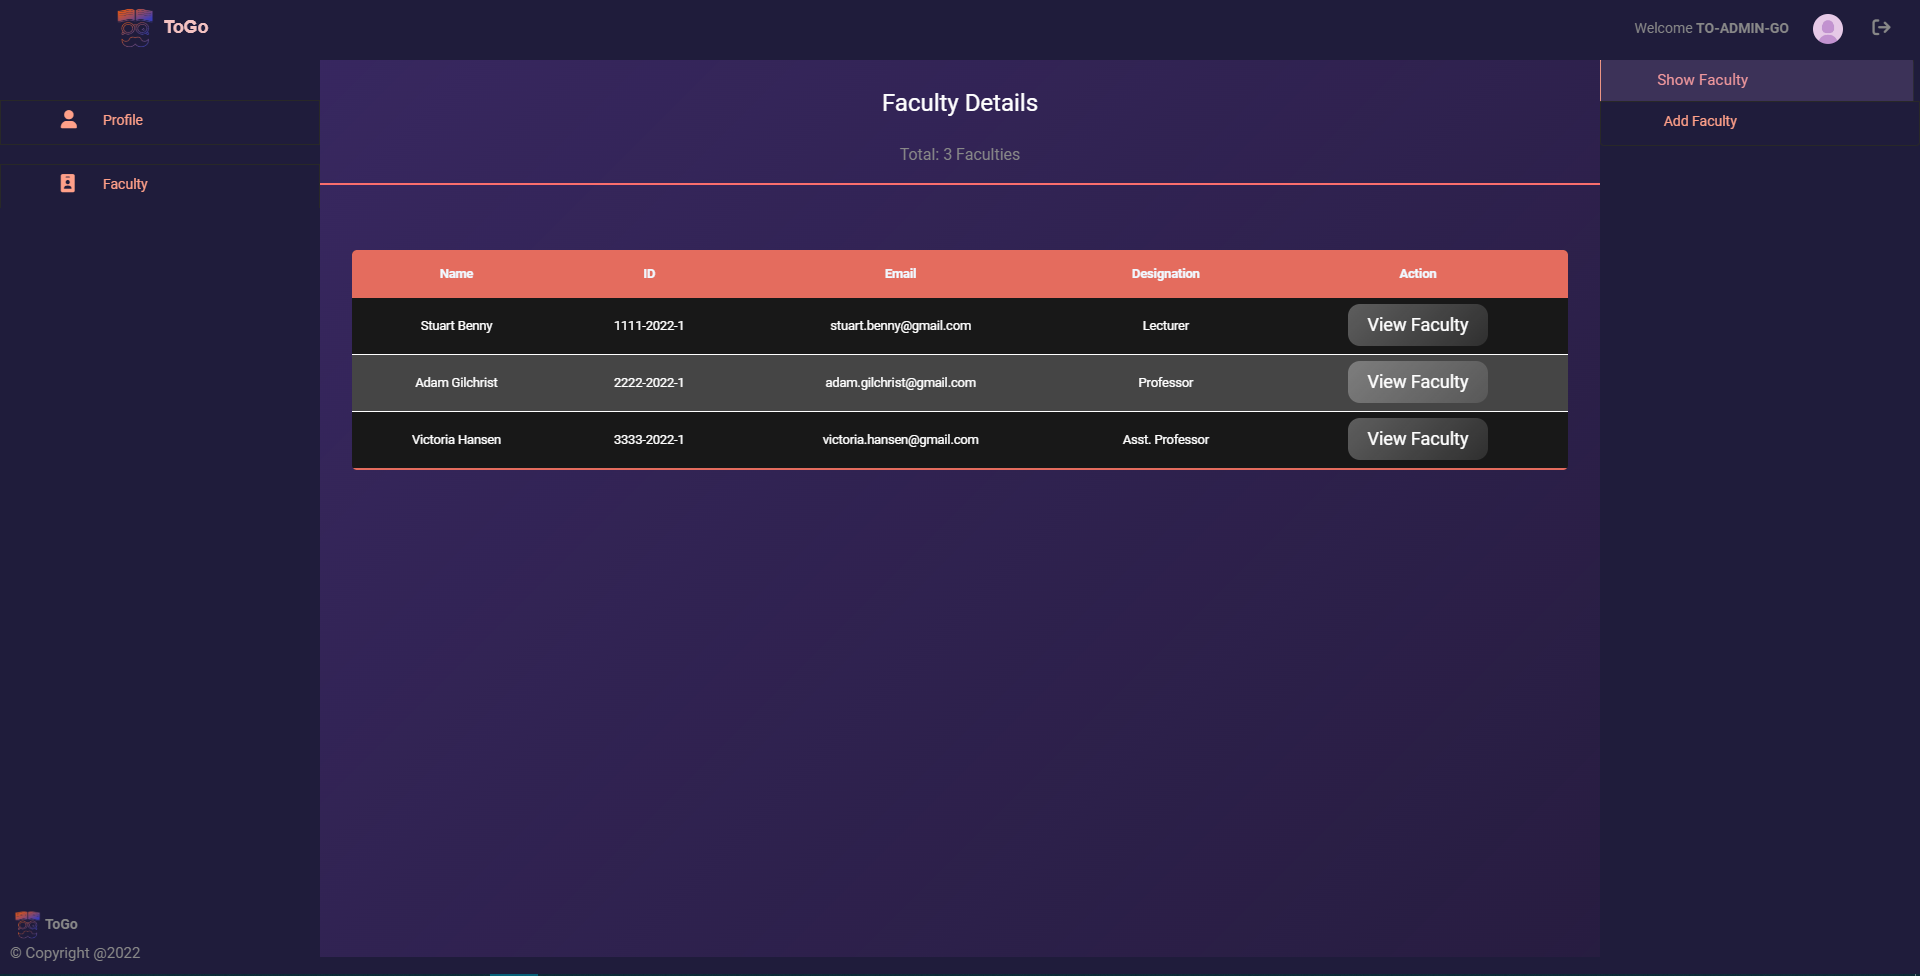 ToGo
Welcome TO-ADMIN-GO
Profile
Faculty
Faculty Details
Total: 3 Faculties
Show Faculty
Add Faculty
Name ID Email Designation Action
Stuart Benny 1111-2022-1 stuart.benny@gmail.com Lecturer View Faculty
Adam Gilchrist 2222-2022-1 adam.gilchrist@gmail.com Professor View Faculty
Victoria Hansen 3333-2022-1 victoria.hansen@gmail.com Asst. Professor View Faculty
ToGo
© Copyright @2022